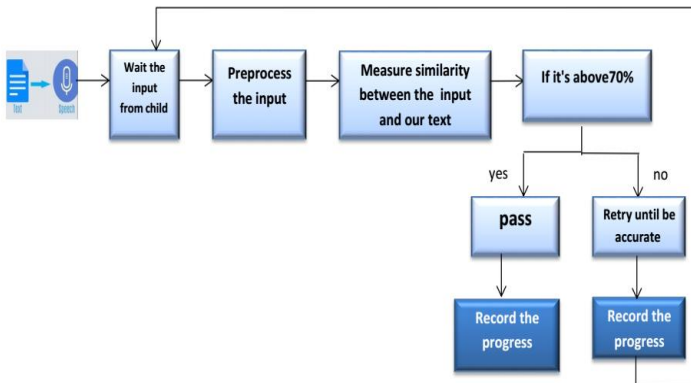 Text
Speech
Wait the
input
from child
Preprocess
the input
Measure similarity
between the input
and our text
If it's above70%
yes
no
pass
Retry until be
accurate
Record the
progress
Record the
progress